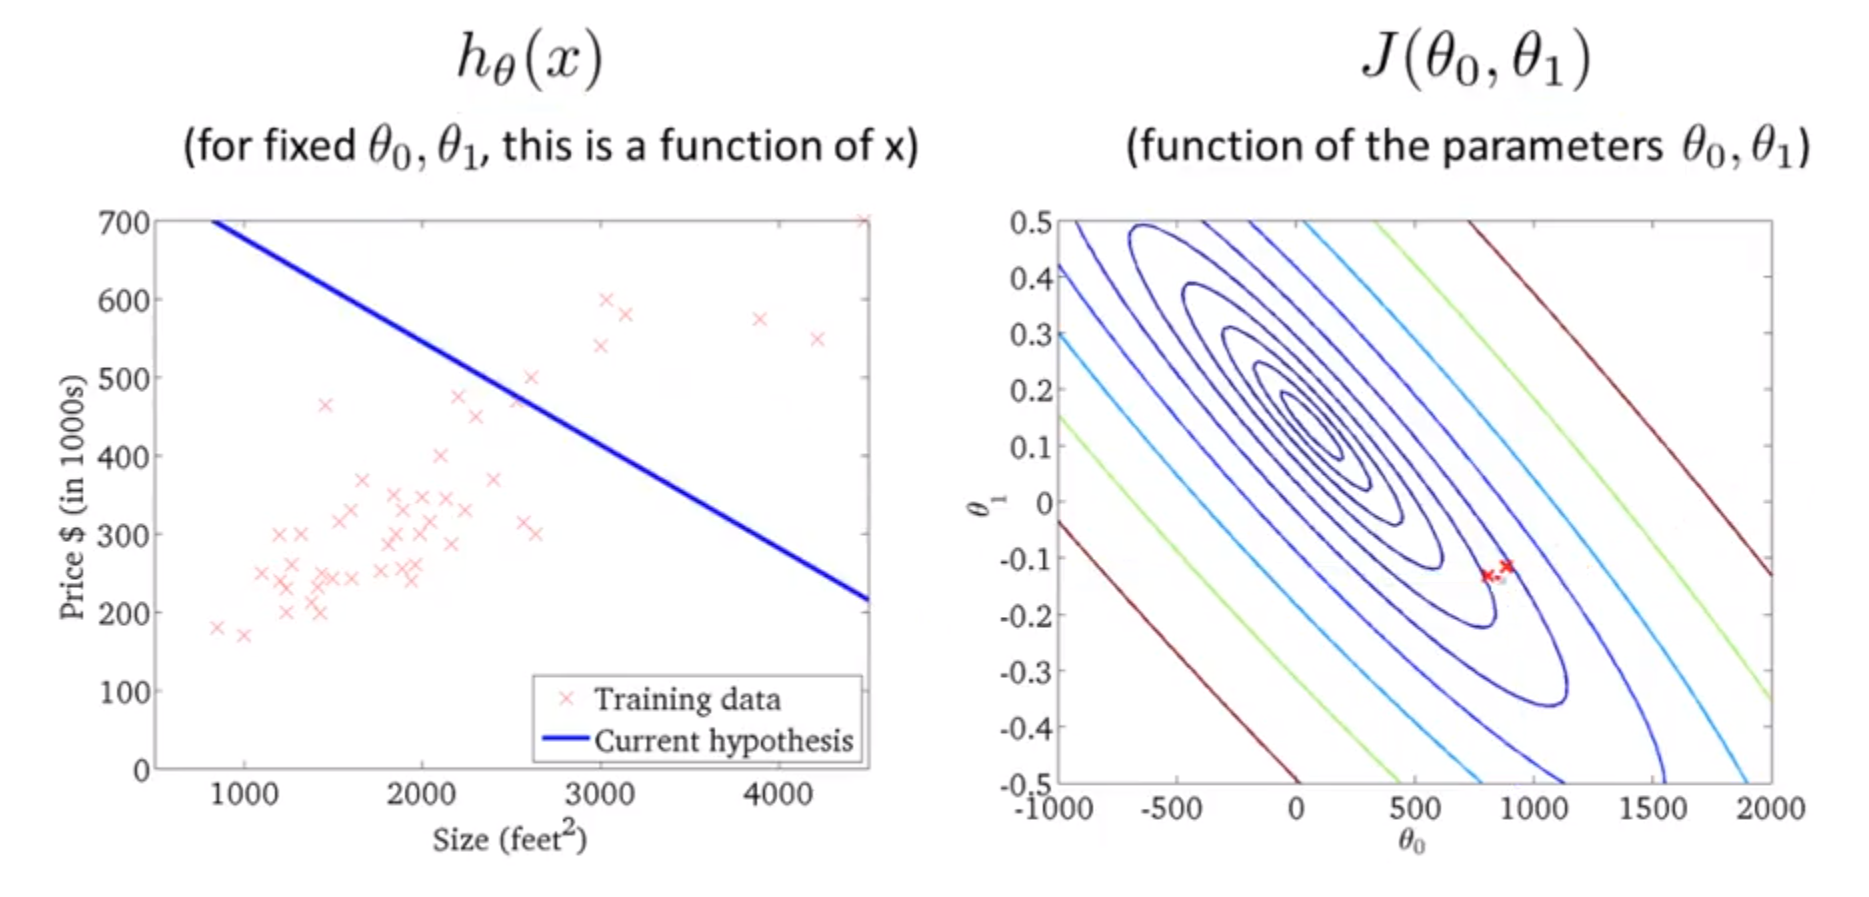 h_θ(x)
(for fixed θ₀, θ₁, this is a function of x)
700
600
500
400
300
200
100
0
Price $ (in 1000s)
1000 2000 3000 4000
Size (feet²)
Training data
Current hypothesis
J(θ₀, θ₁)
(function of the parameters θ₀, θ₁)
0.5
0.4
0.3
0.2
0.1
0
-0.1
-0.2
-0.3
-0.4
-0.5
θ₁
-1000 -500 0 500 1000 1500 2000
θ₀